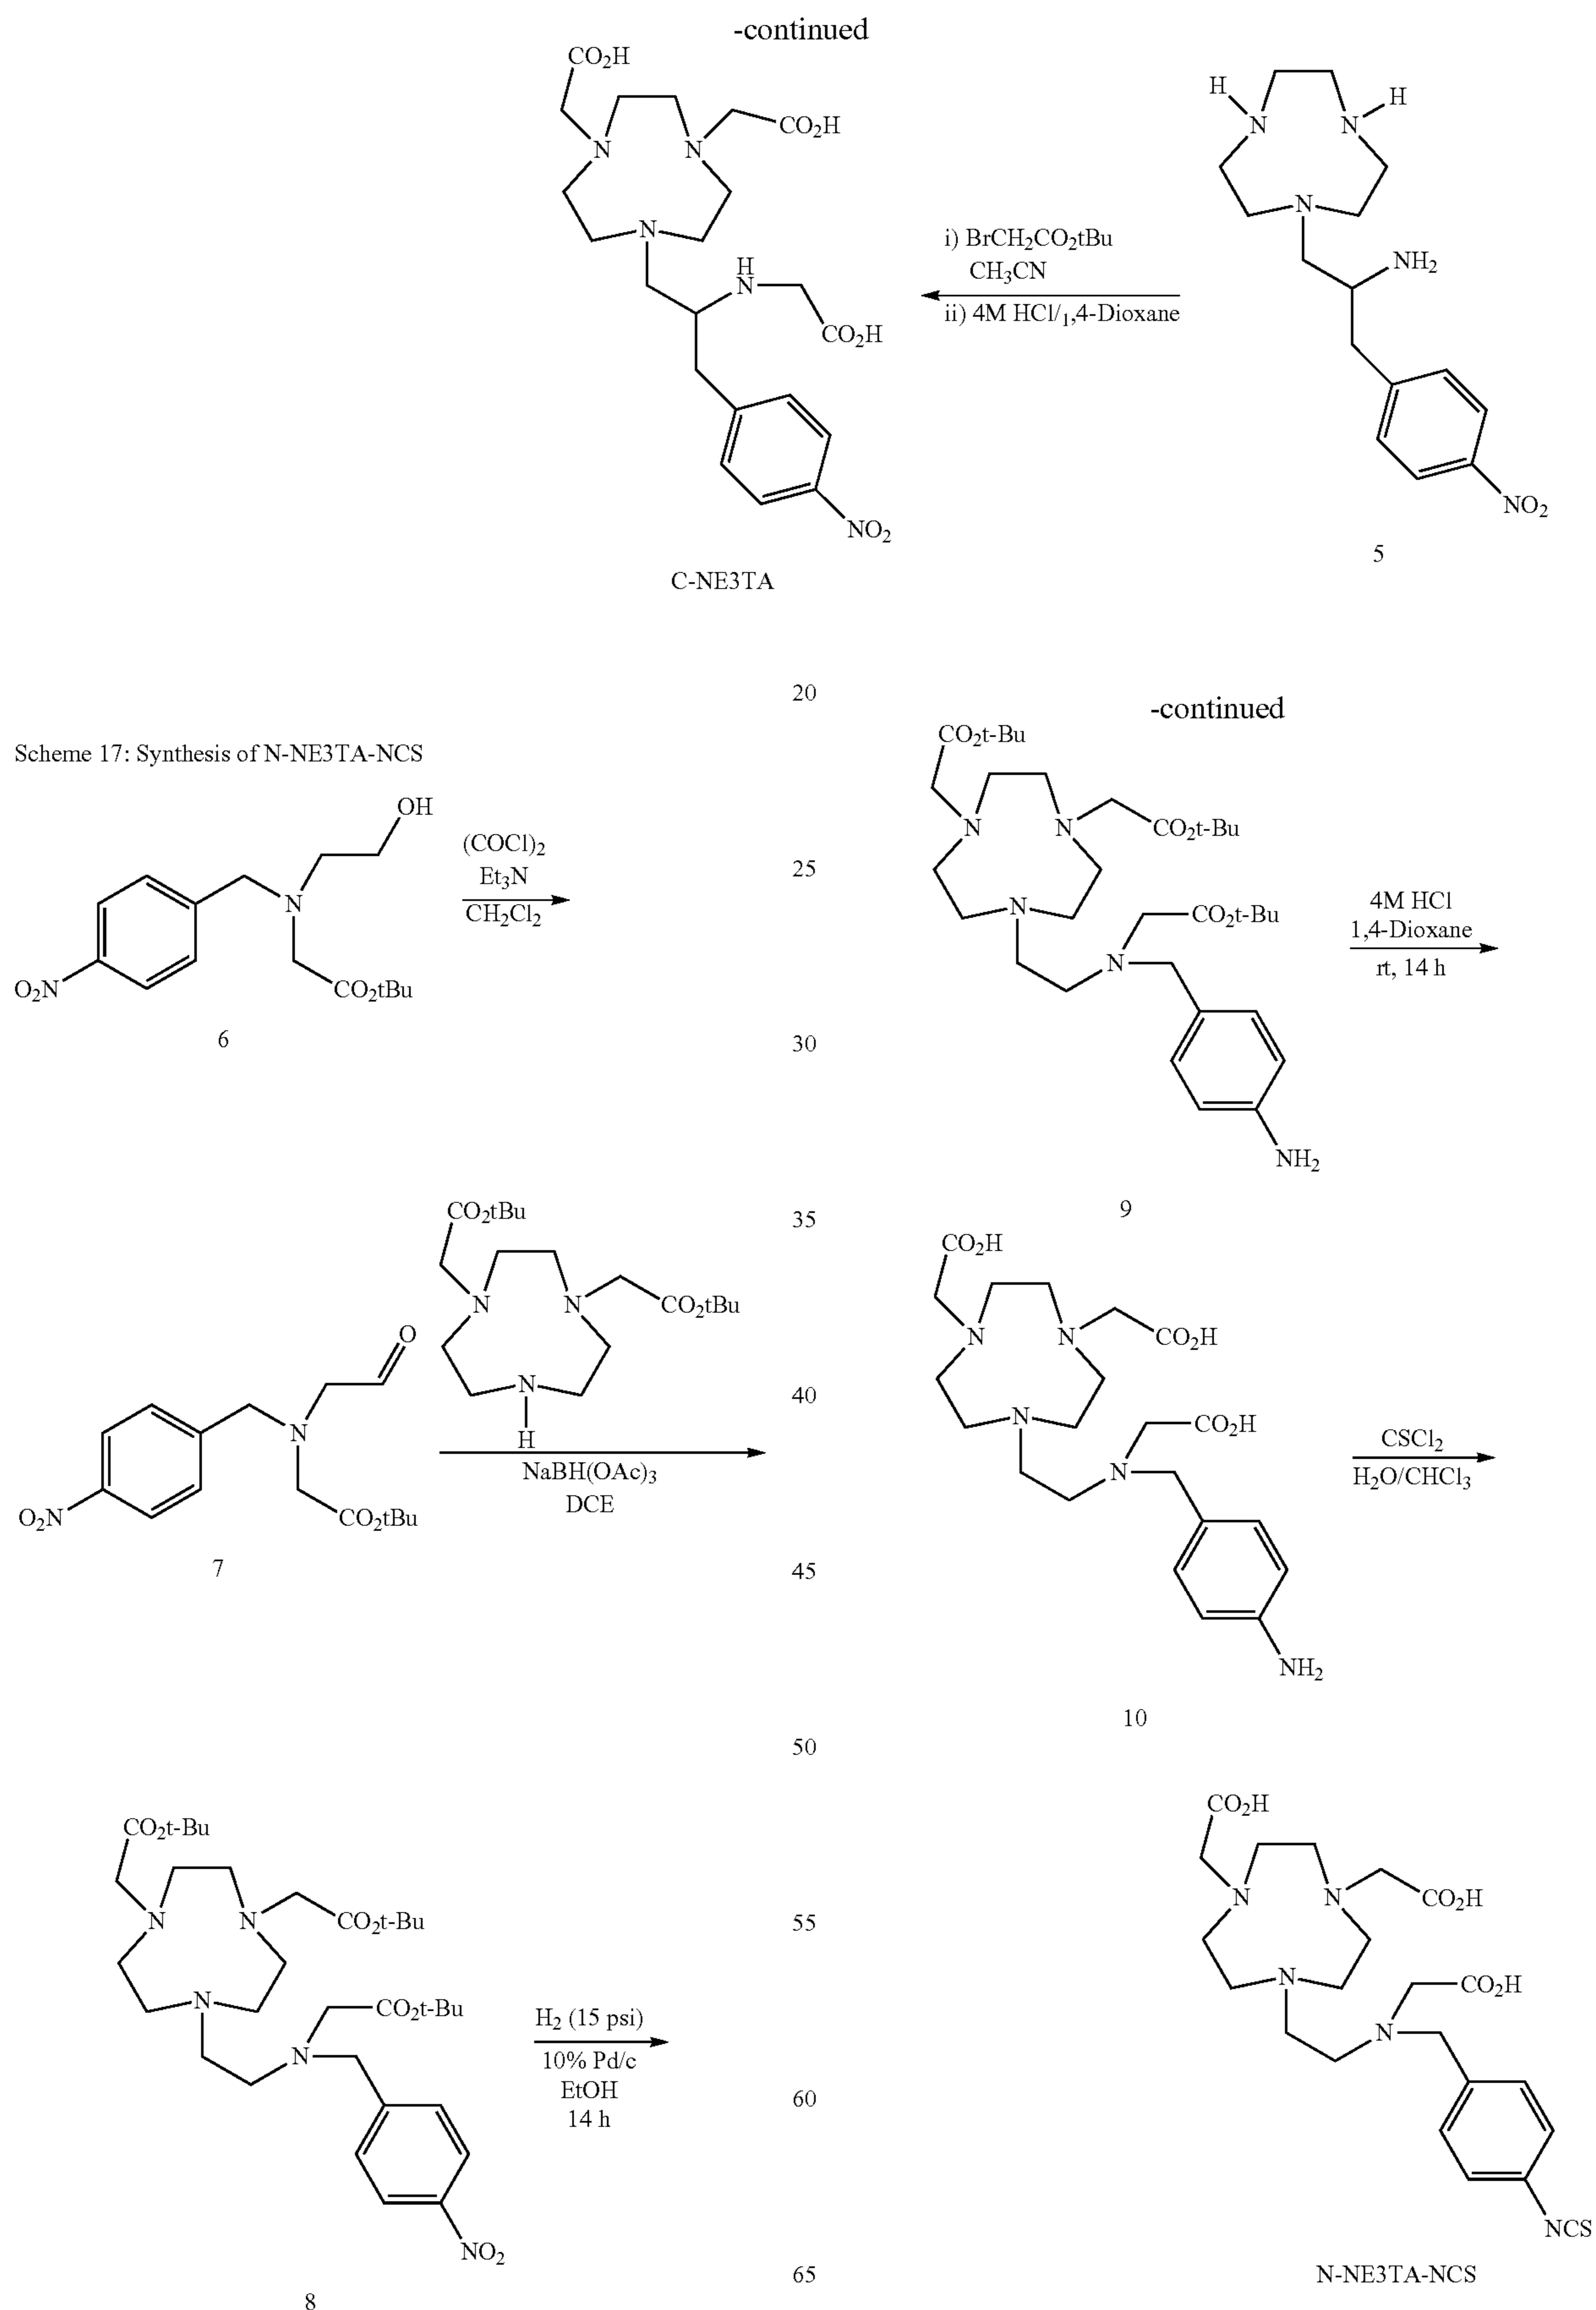 -continued
CO₂H
CO₂H
N
N
N
H
N
CO₂H
NO₂
C-NE3TA
i) BrCH₂CO₂tBu
CH₃CN
ii) 4M HCl/1,4-Dioxane
H
H
N
N
N
NH₂
NO₂
5
20
25
30
35
40
45
50
55
60
65
Scheme 17: Synthesis of N-NE3TA-NCS
OH
N
O₂N
CO₂tBu
6
(COCl)₂
Et₃N
CH₂Cl₂
O
N
O₂N
CO₂tBu
7
CO₂tBu
CO₂tBu
N
N
N
H
NaBH(OAc)₃
DCE
CO₂t-Bu
CO₂t-Bu
N
N
N
CO₂t-Bu
N
NO₂
8
H₂ (15 psi)
10% Pd/c
EtOH
14 h
-continued
CO₂t-Bu
CO₂t-Bu
N
N
N
CO₂t-Bu
N
NH₂
9
4M HCl
1,4-Dioxane
rt, 14 h
CO₂H
CO₂H
N
N
N
CO₂H
N
NH₂
10
CSCl₂
H₂O/CHCl₃
CO₂H
CO₂H
N
N
N
CO₂H
N
NCS
N-NE3TA-NCS